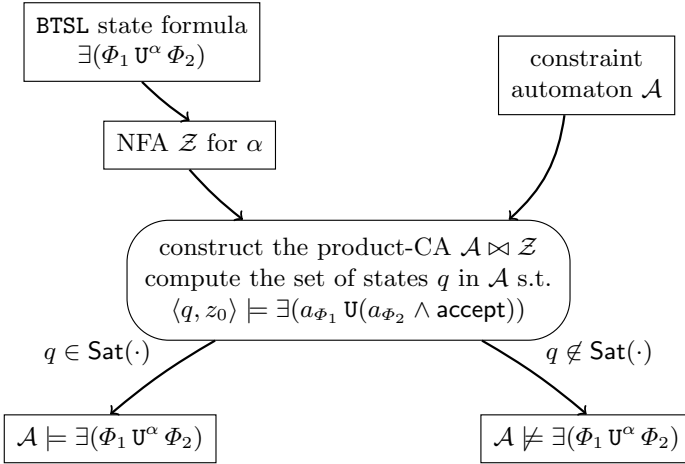 BTSL state formula
∃(Φ₁ U^α Φ₂)
constraint
automaton 𝒜
NFA 𝒵 for α
construct the product-CA 𝒜 ⋈ 𝒵
compute the set of states q in 𝒜 s.t.
⟨q, z₀⟩ ⊨ ∃(a_Φ₁ U(a_Φ₂ ∧ accept))
q ∈ Sat(·)
q ∉ Sat(·)
𝒜 ⊨ ∃(Φ₁ U^α Φ₂)
𝒜 ⊭ ∃(Φ₁ U^α Φ₂)